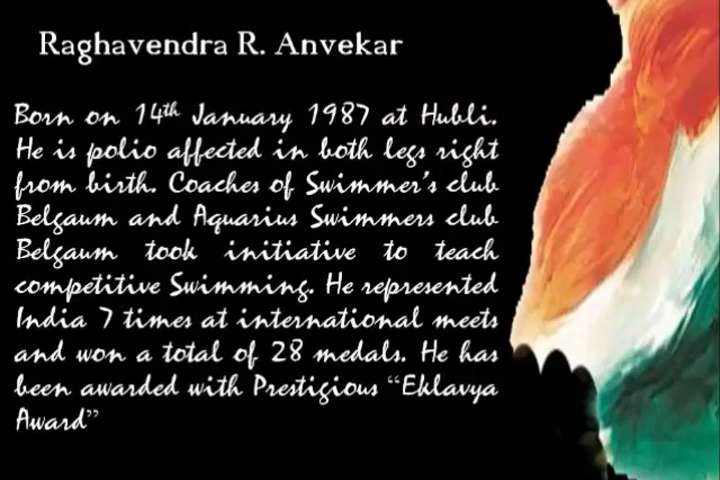 Raghavendra R. Anvekar
Born on 14th January 1987 at Hubli.
He is polio affected in both legs right
from birth. Coaches of Swimmer's club
Belgaum and Aquarius Swimmers club
Belgaum took initiative to teach
competitive Swimming. He represented
India 7 times at international meets
and won a total of 28 medals. He has
been awarded with Prestigious “Eklavya
Award”